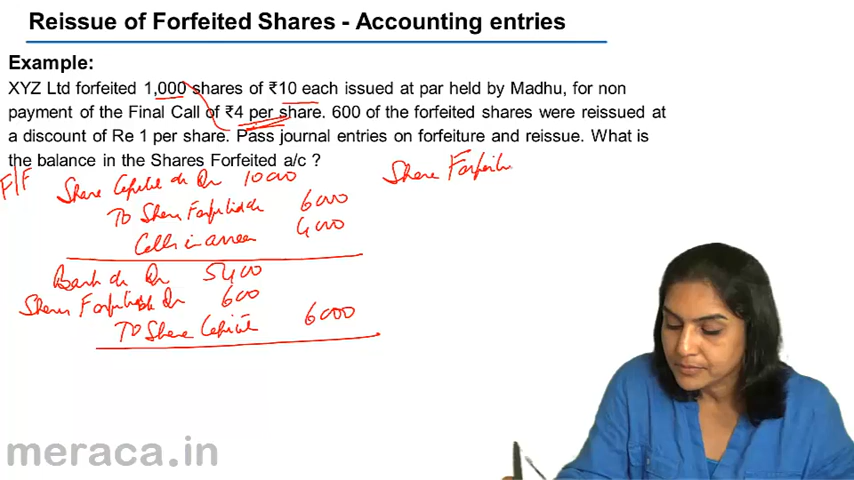 Reissue of Forfeited Shares - Accounting entries
Example:
XYZ Ltd forfeited 1,000 shares of ₹10 each issued at par held by Madhu, for non
payment of the Final Call of ₹4 per share. 600 of the forfeited shares were reissued at
a discount of Re 1 per share. Pass journal entries on forfeiture and reissue. What is
the balance in the Shares Forfeited a/c ?
F/F Share Capital Dr 10000
To Share Forfeited 6000
Calls in arrear 4000
Bank Dr 5400
Shares Forfeited Dr 600
To Share Capital 6000
Share Forfeitu
meraca.in